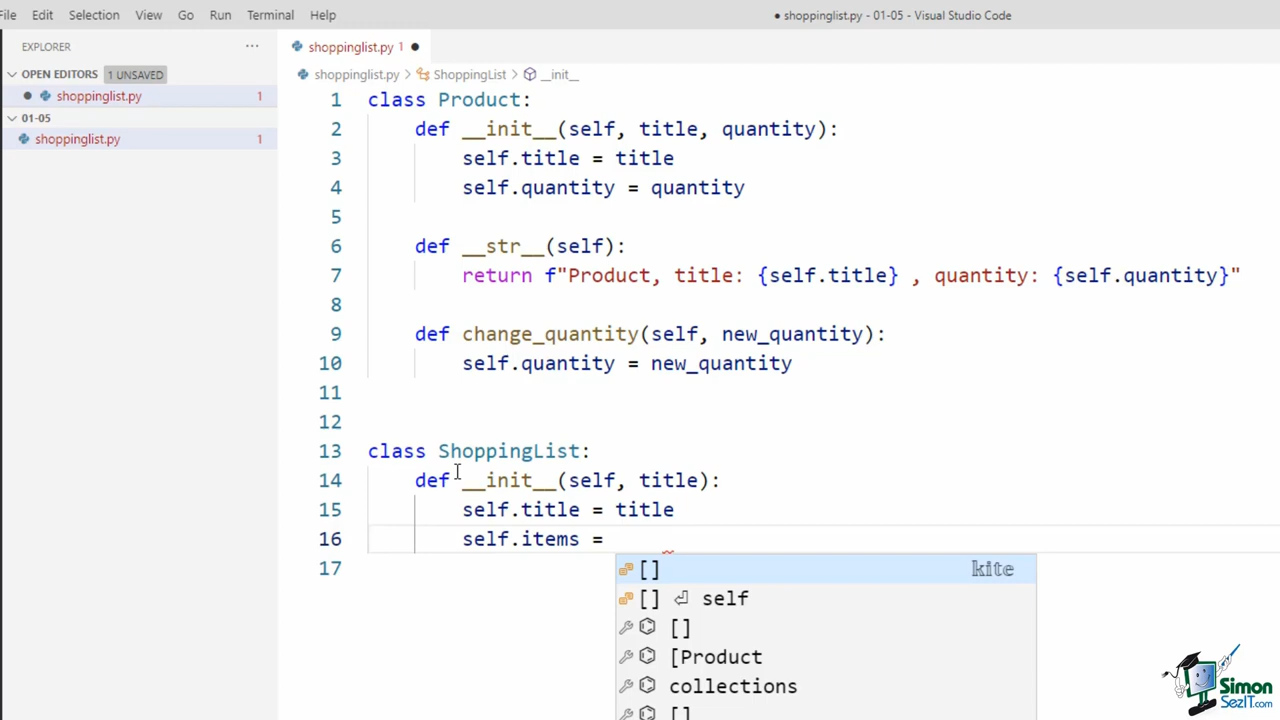 File Edit Selection View Go Run Terminal Help
● shoppinglist.py - 01-05 - Visual Studio Code
EXPLORER ···
shoppinglist.py 1 ●
OPEN EDITORS 1 UNSAVED
shoppinglist.py > ShoppingList > __init__
● shoppinglist.py 1
01-05
shoppinglist.py 1
1 class Product:
2 def __init__(self, title, quantity):
3 self.title = title
4 self.quantity = quantity
5
6 def __str__(self):
7 return f"Product, title: {self.title} , quantity: {self.quantity}"
8
9 def change_quantity(self, new_quantity):
10 self.quantity = new_quantity
11
12
13 class ShoppingList:
14 def __init__(self, title):
15 self.title = title
16 self.items =
17
[] kite
[] ⏎ self
[]
[Product
collections
[]
Simon
SezIT.com